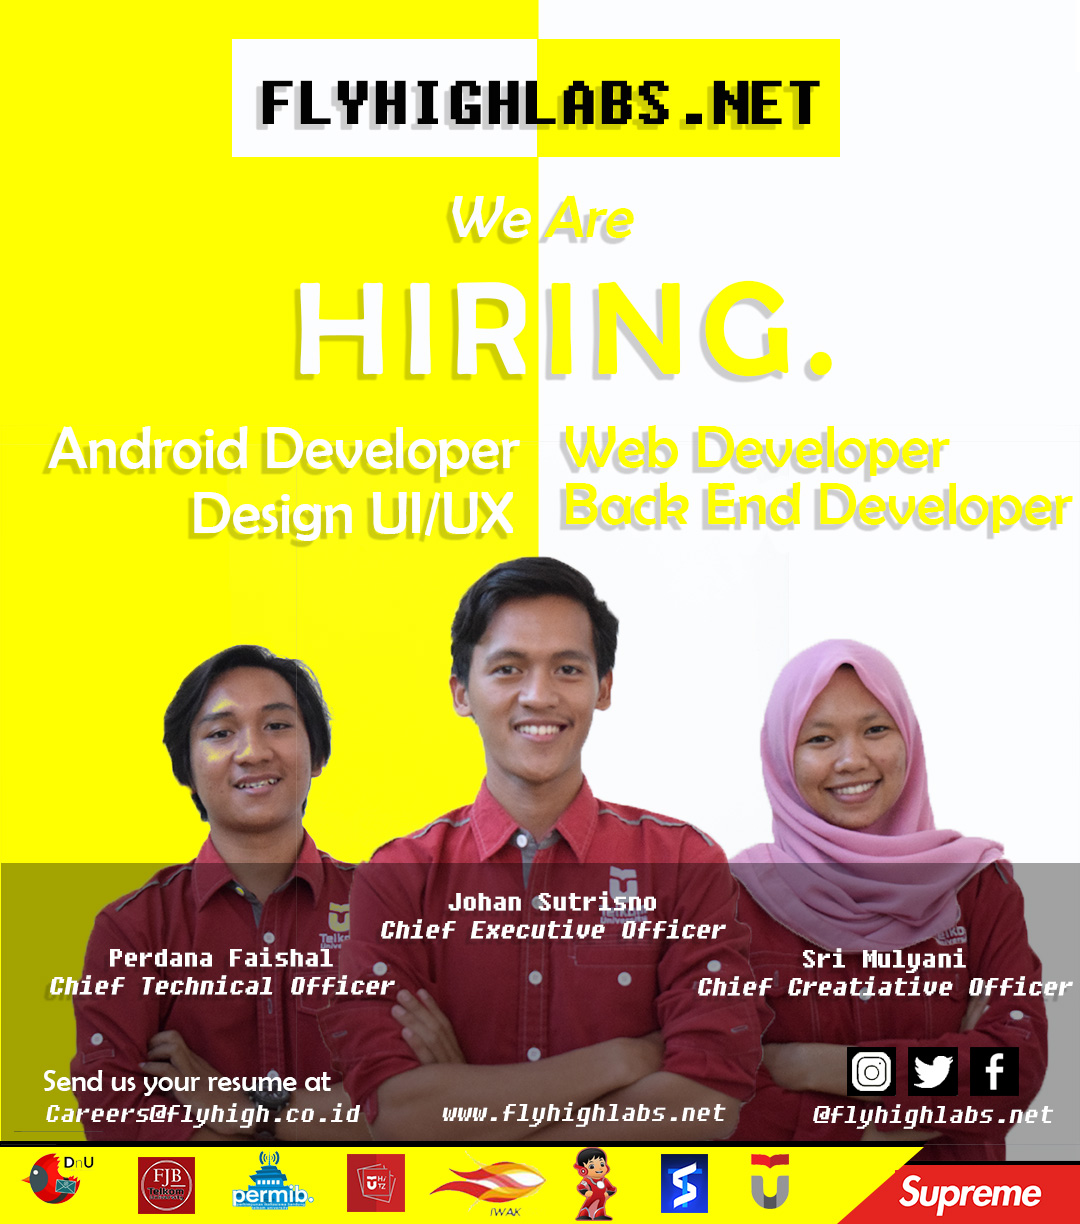 FLYHIGHLABS.NET
We Are
HIRING.
Android Developer
Design UI/UX
Web Developer
Back End Developer
Johan Sutrisno
Chief Executive Officer
Perdana Faishal
Chief Technical Officer
Sri Mulyani
Chief Creatiative Officer
Send us your resume at
Careers@flyhigh.co.id
www.flyhighlabs.net
@flyhighlabs.net
DnU
FJB
Telkom
permib.
IWAK
Supreme